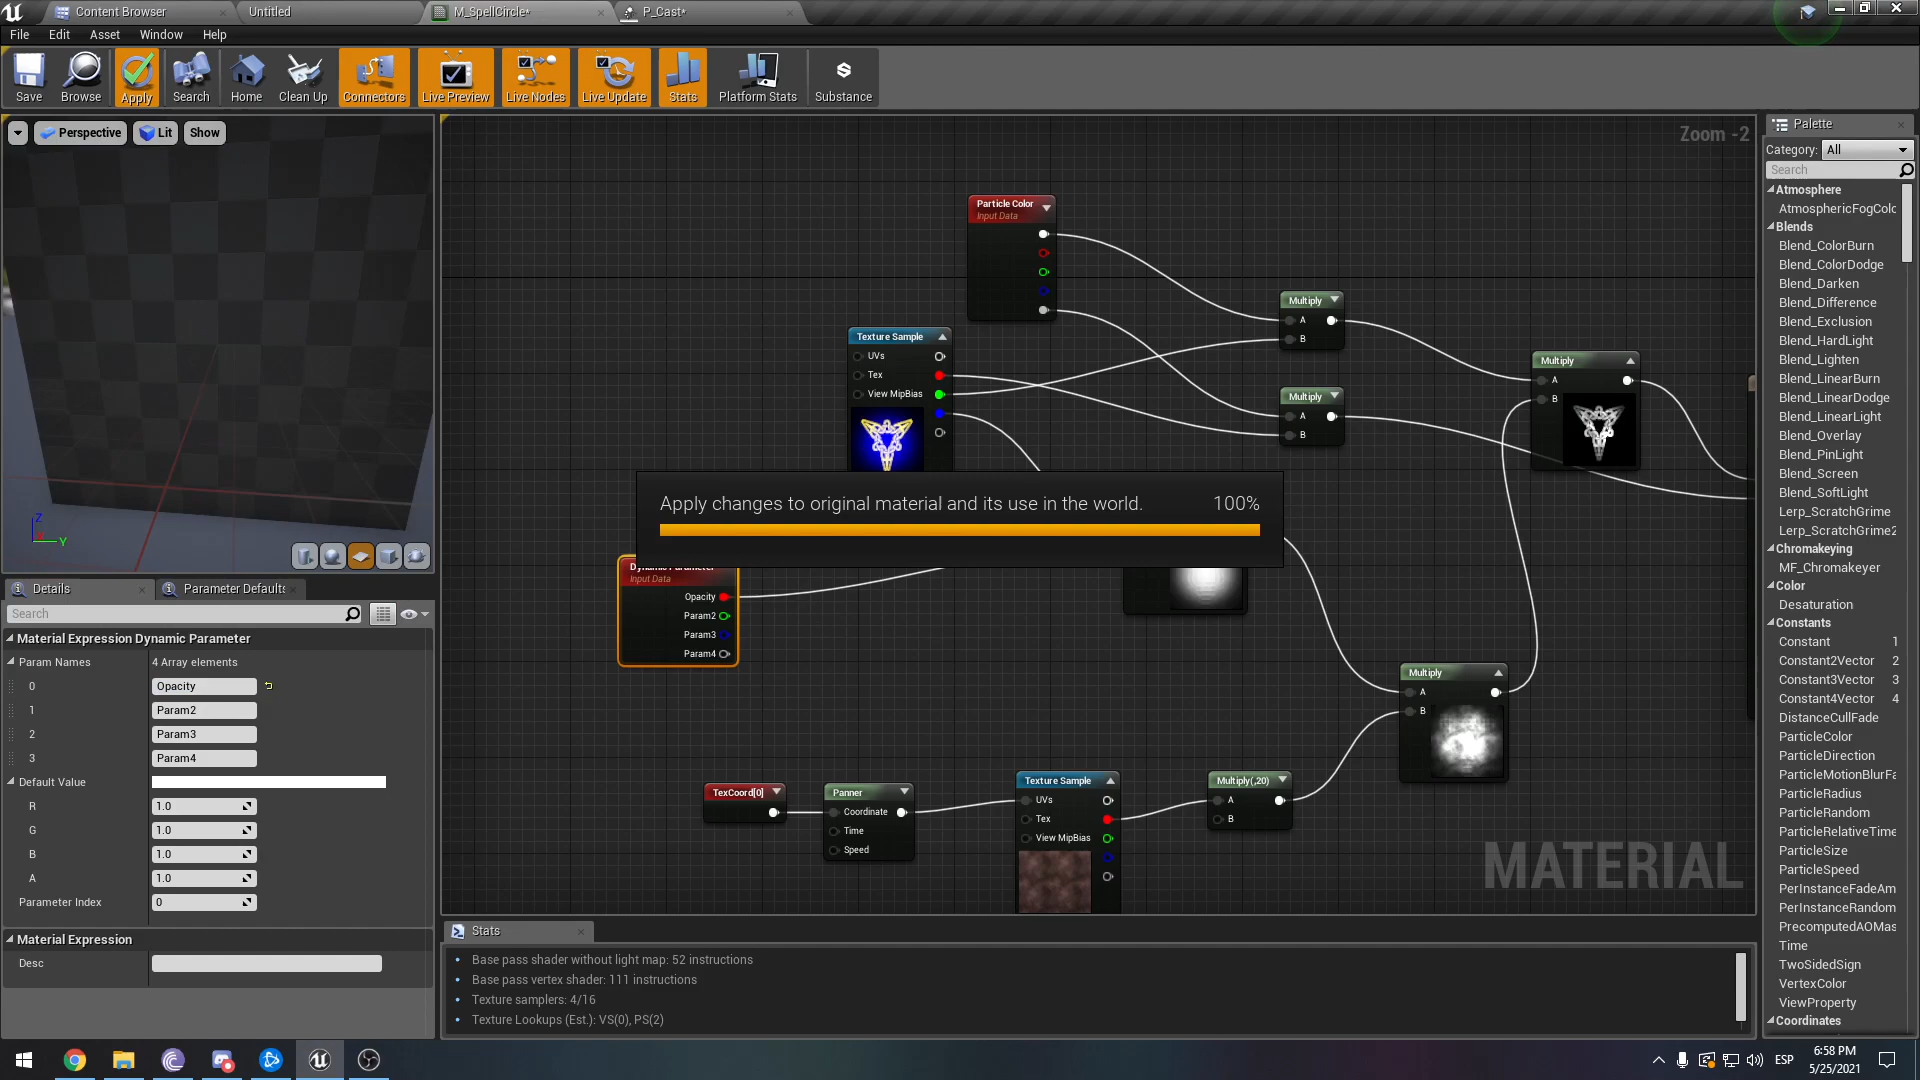 Content Browser
Untitled
M_SpellCircle*
P_Cast*
File Edit Asset Window Help
Save Browse Apply Search Home Clean Up Connectors Live Preview Live Nodes Live Update Stats Platform Stats Substance
Perspective Lit Show
Zoom -2
Particle Color
Input Data
Texture Sample
UVs
Tex
View MipBias
Multiply
A
B
Multiply
A
B
Multiply
A
B
Apply changes to original material and its use in the world. 100%
Dynamic Parameter
Input Data
Opacity
Param2
Param3
Param4
Multiply
A
B
TexCoord[0]
Panner
Coordinate
Time
Speed
Texture Sample
UVs
Tex
View MipBias
Multiply(,20)
A
B
MATERIAL
Z
Y
Details
Parameter Default
Search
Material Expression Dynamic Parameter
Param Names 4 Array elements
0 Opacity
1 Param2
2 Param3
3 Param4
Default Value
R 1.0
G 1.0
B 1.0
A 1.0
Parameter Index 0
Material Expression
Desc
Stats
Base pass shader without light map: 52 instructions
Base pass vertex shader: 111 instructions
Texture samplers: 4/16
Texture Lookups (Est.): VS(0), PS(2)
Palette
Category: All
Search
Atmosphere
AtmosphericFogColo
Blends
Blend_ColorBurn
Blend_ColorDodge
Blend_Darken
Blend_Difference
Blend_Exclusion
Blend_HardLight
Blend_Lighten
Blend_LinearBurn
Blend_LinearDodge
Blend_LinearLight
Blend_Overlay
Blend_PinLight
Blend_Screen
Blend_SoftLight
Lerp_ScratchGrime
Lerp_ScratchGrime2
Chromakeying
MF_Chromakeyer
Color
Desaturation
Constants
Constant 1
Constant2Vector 2
Constant3Vector 3
Constant4Vector 4
DistanceCullFade
ParticleColor
ParticleDirection
ParticleMotionBlurFa
ParticleRadius
ParticleRandom
ParticleRelativeTime
ParticleSize
ParticleSpeed
PerInstanceFadeAm
PerInstanceRandom
PrecomputedAOMas
Time
TwoSidedSign
VertexColor
ViewProperty
Coordinates
ESP
6:58 PM
5/25/2021